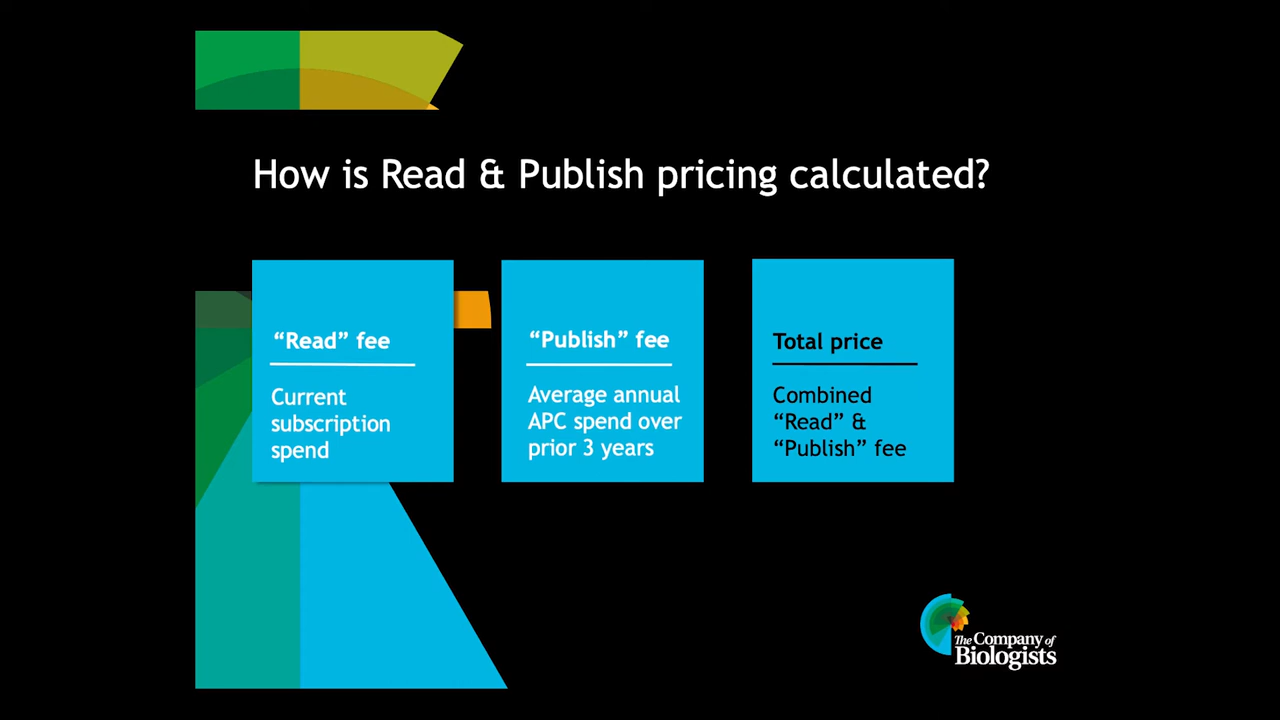 How is Read & Publish pricing calculated?
“Read” fee
Current
subscription
spend
“Publish” fee
Average annual
APC spend over
prior 3 years
Total price
Combined
“Read” &
“Publish” fee
The Company of
Biologists